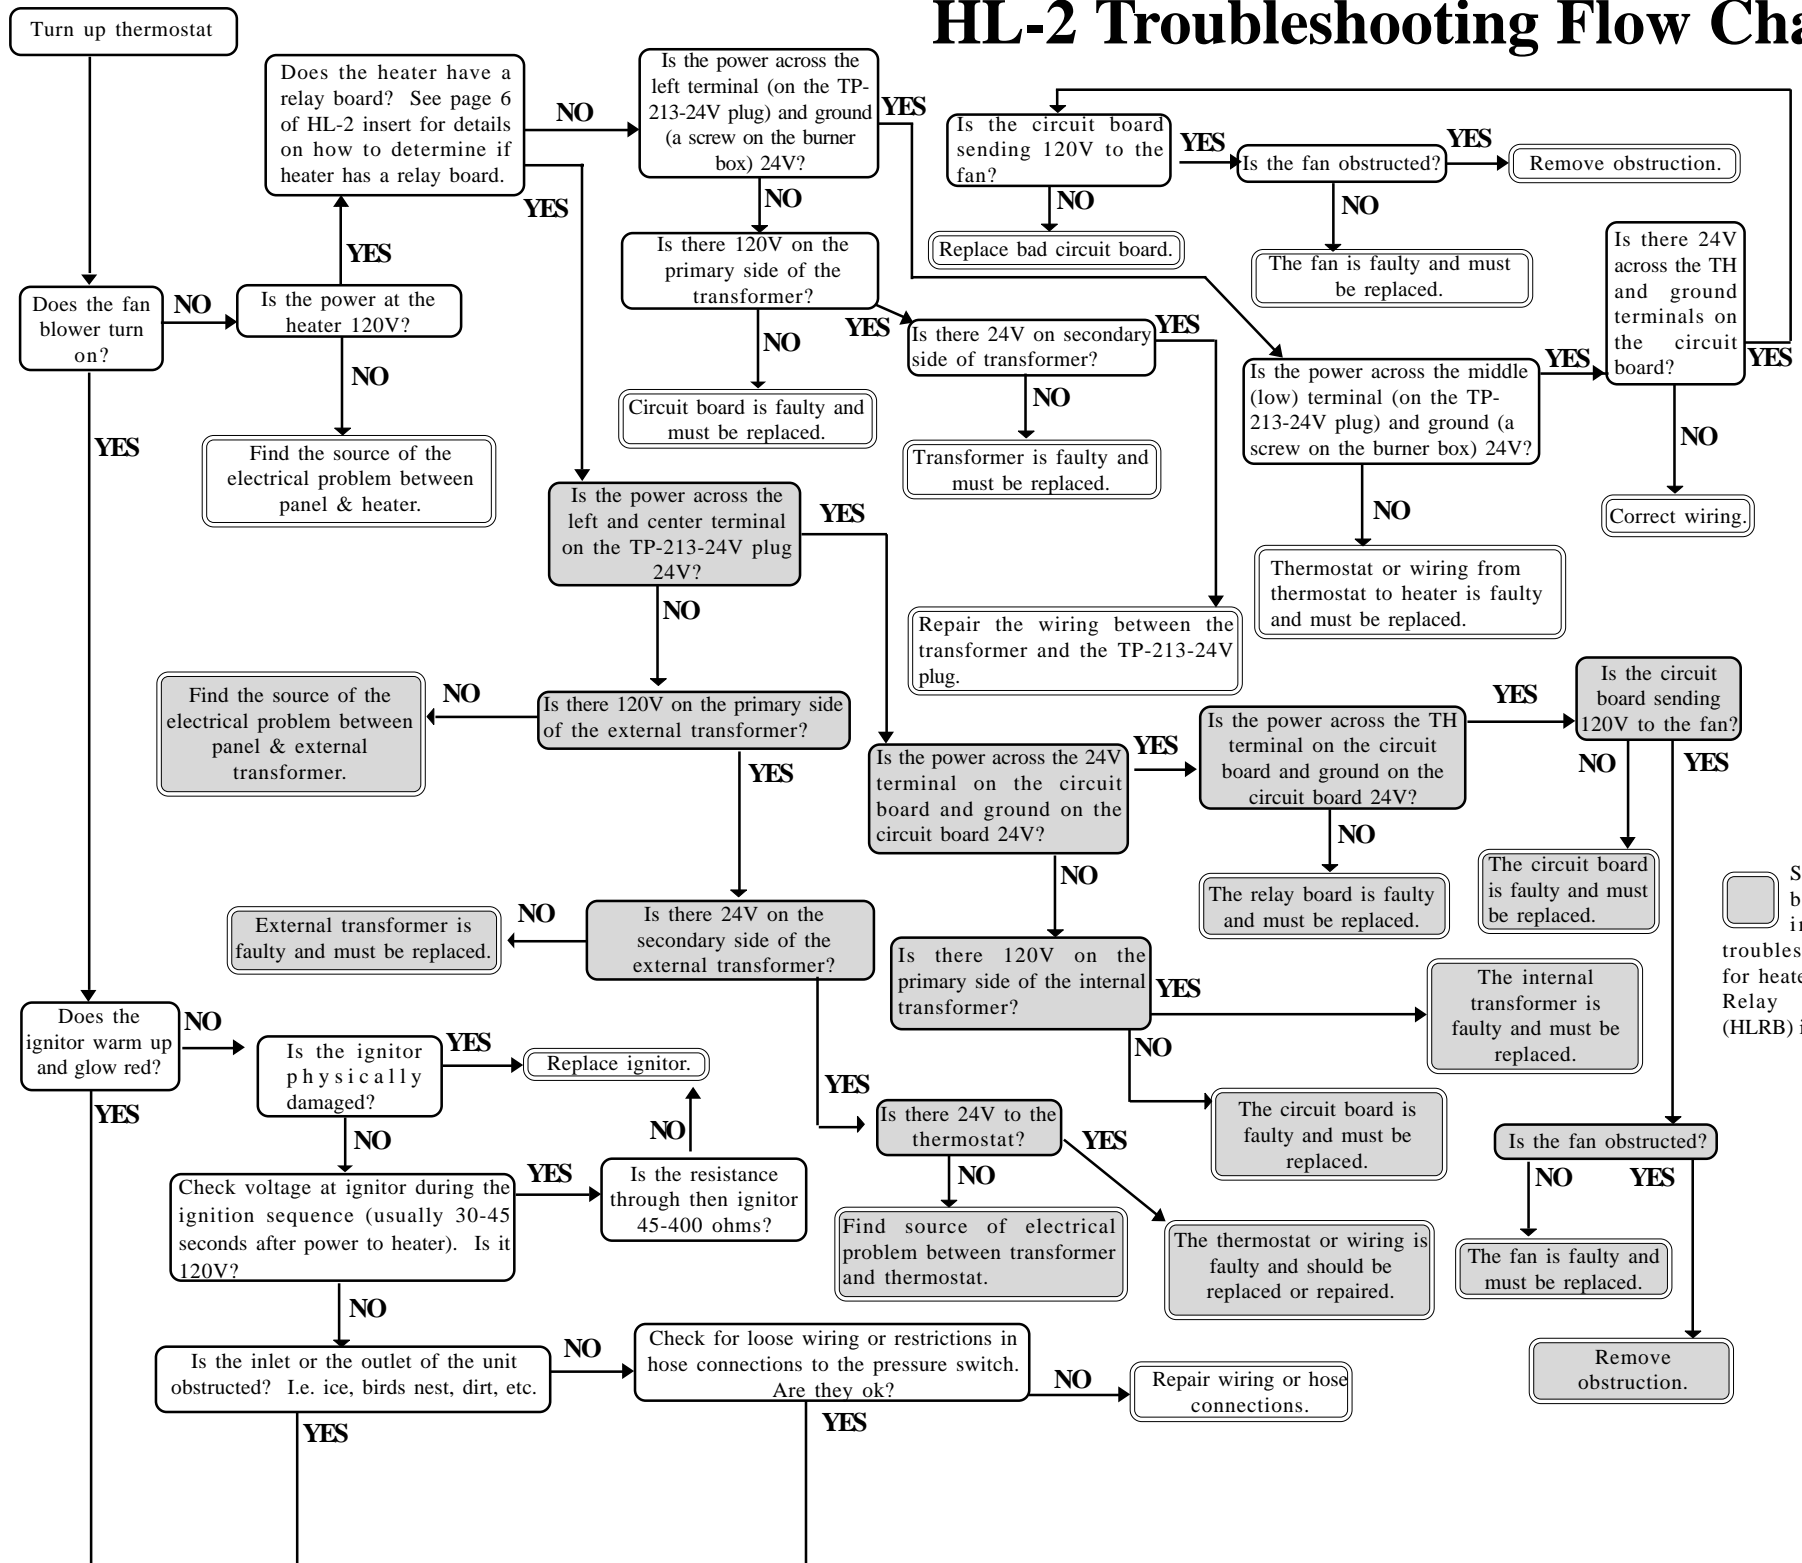 HL-2 Troubleshooting Flow
Turn up thermostat
Does the heater have a
relay board? See page 6
of HL-2 insert for details
on how to determine if
heater has a relay board.
NO
YES
Is the power across the
left terminal (on the TP-
213-24V plug) and ground
(a screw on the burner
box) 24V?
YES
NO
Is the circuit board
sending 120V to the
fan?
YES
NO
Is the fan obstructed?
YES
NO
Remove obstruction.
Replace bad circuit board.
The fan is faulty and must
be replaced.
Is there 24V
across the TH
and ground
terminals on
the circuit
board?
YES
NO
Correct wiring.
Does the fan
blower turn
on?
NO
YES
Is the power at the
heater 120V?
YES
NO
Find the source of the
electrical problem between
panel & heater.
Is there 120V on the
primary side of the
transformer?
YES
NO
Circuit board is faulty and
must be replaced.
Is there 24V on secondary
side of transformer?
YES
NO
Transformer is faulty and
must be replaced.
Is the power across the middle
(low) terminal (on the TP-
213-24V plug) and ground (a
screw on the burner box) 24V?
YES
NO
Thermostat or wiring from
thermostat to heater is faulty
and must be replaced.
Repair the wiring between the
transformer and the TP-213-24V
plug.
Is the power across the
left and center terminal
on the TP-213-24V plug
24V?
YES
NO
Is there 120V on the primary side
of the external transformer?
NO
YES
Find the source of the
electrical problem between
panel & external
transformer.
Is the power across the 24V
terminal on the circuit
board and ground on the
circuit board 24V?
YES
NO
Is the power across the TH
terminal on the circuit
board and ground on the
circuit board 24V?
YES
NO
Is the circuit
board sending
120V to the fan?
NO
YES
The relay board is faulty
and must be replaced.
The circuit board
is faulty and must
be replaced.
troubles
for heate
Relay
(HLRB)
Is there 24V on the
secondary side of the
external transformer?
NO
YES
External transformer is
faulty and must be replaced.
Is there 120V on the
primary side of the internal
transformer?
YES
NO
The internal
transformer is
faulty and must be
replaced.
The circuit board is
faulty and must be
replaced.
Is there 24V to the
thermostat?
YES
NO
Find source of electrical
problem between transformer
and thermostat.
The thermostat or wiring is
faulty and should be
replaced or repaired.
Is the fan obstructed?
NO
YES
The fan is faulty and
must be replaced.
Remove
obstruction.
Does the
ignitor warm up
and glow red?
NO
YES
Is the ignitor
physically
damaged?
YES
NO
Replace ignitor.
Check voltage at ignitor during the
ignition sequence (usually 30-45
seconds after power to heater). Is it
120V?
YES
NO
Is the resistance
through then ignitor
45-400 ohms?
NO
Is the inlet or the outlet of the unit
obstructed? I.e. ice, birds nest, dirt, etc.
NO
YES
Check for loose wiring or restrictions in
hose connections to the pressure switch.
Are they ok?
NO
YES
Repair wiring or hose
connections.